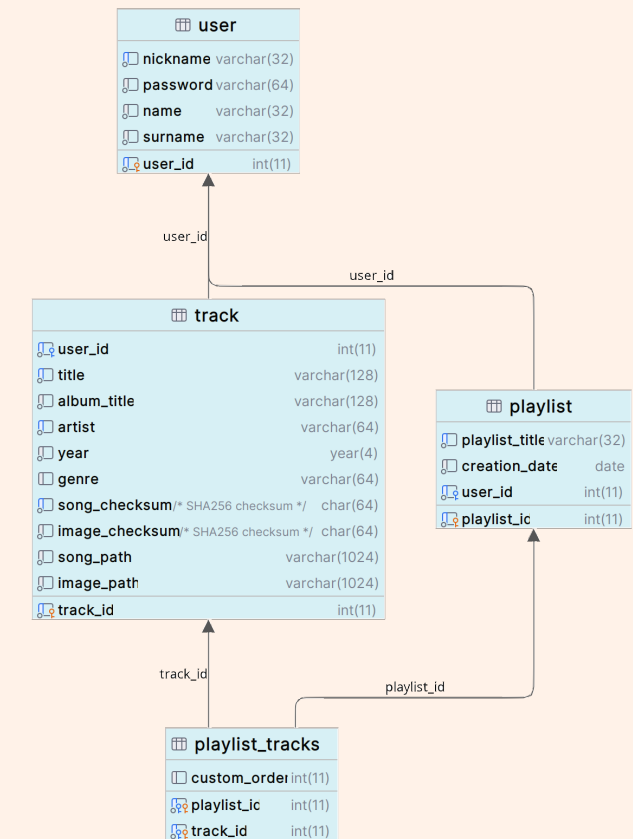 user
nickname varchar(32)
password varchar(64)
name varchar(32)
surname varchar(32)
user_id int(11)
user_id
user_id
track
user_id int(11)
title varchar(128)
album_title varchar(128)
artist varchar(64)
year year(4)
genre varchar(64)
song_checksum /* SHA256 checksum */ char(64)
image_checksum /* SHA256 checksum */ char(64)
song_path varchar(1024)
image_path varchar(1024)
track_id int(11)
playlist
playlist_title varchar(32)
creation_date date
user_id int(11)
playlist_id int(11)
track_id
playlist_id
playlist_tracks
custom_order int(11)
playlist_id int(11)
track_id int(11)